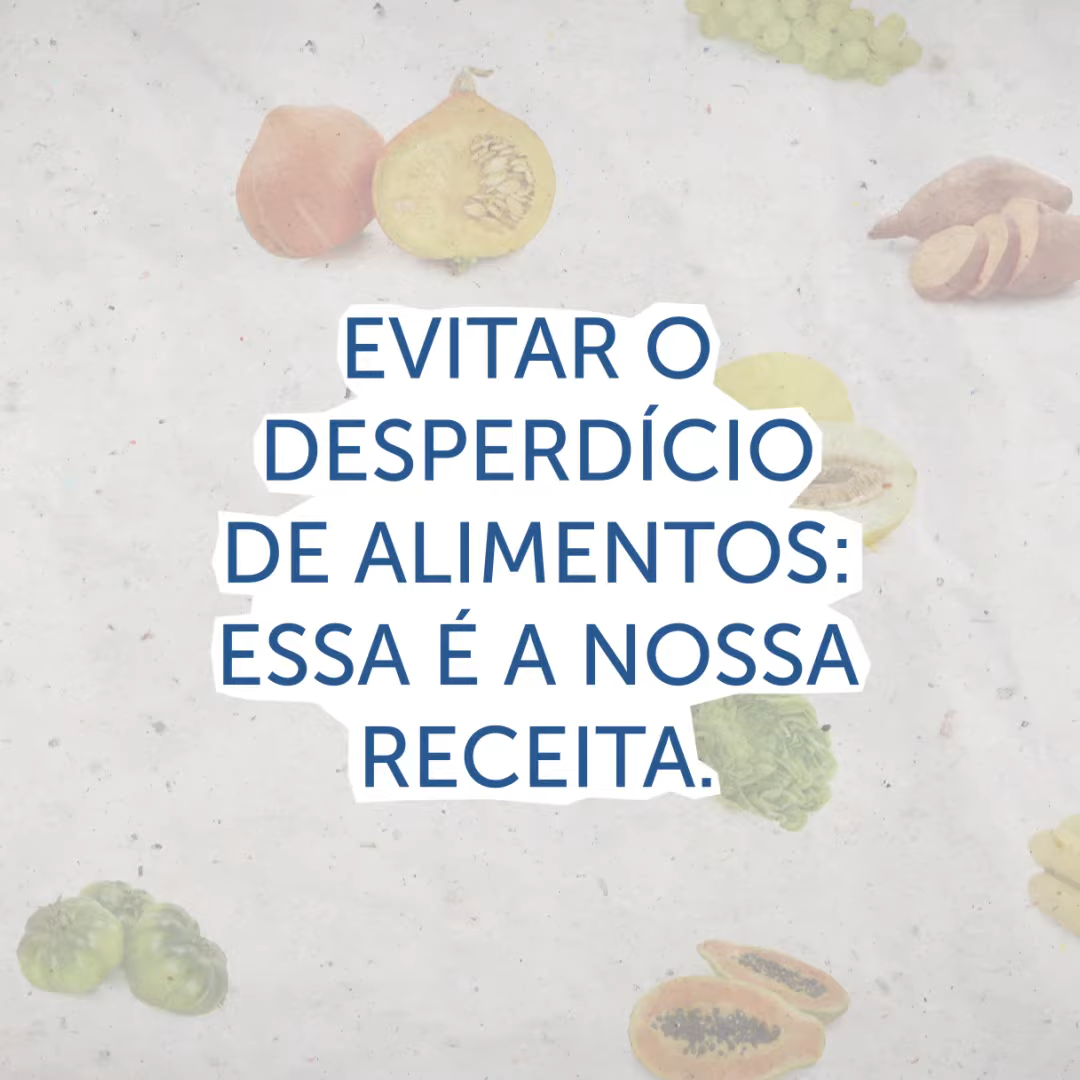 EVITAR O
DESPERDÍCIO
DE ALIMENTOS:
ESSA É A NOSSA
RECEITA.